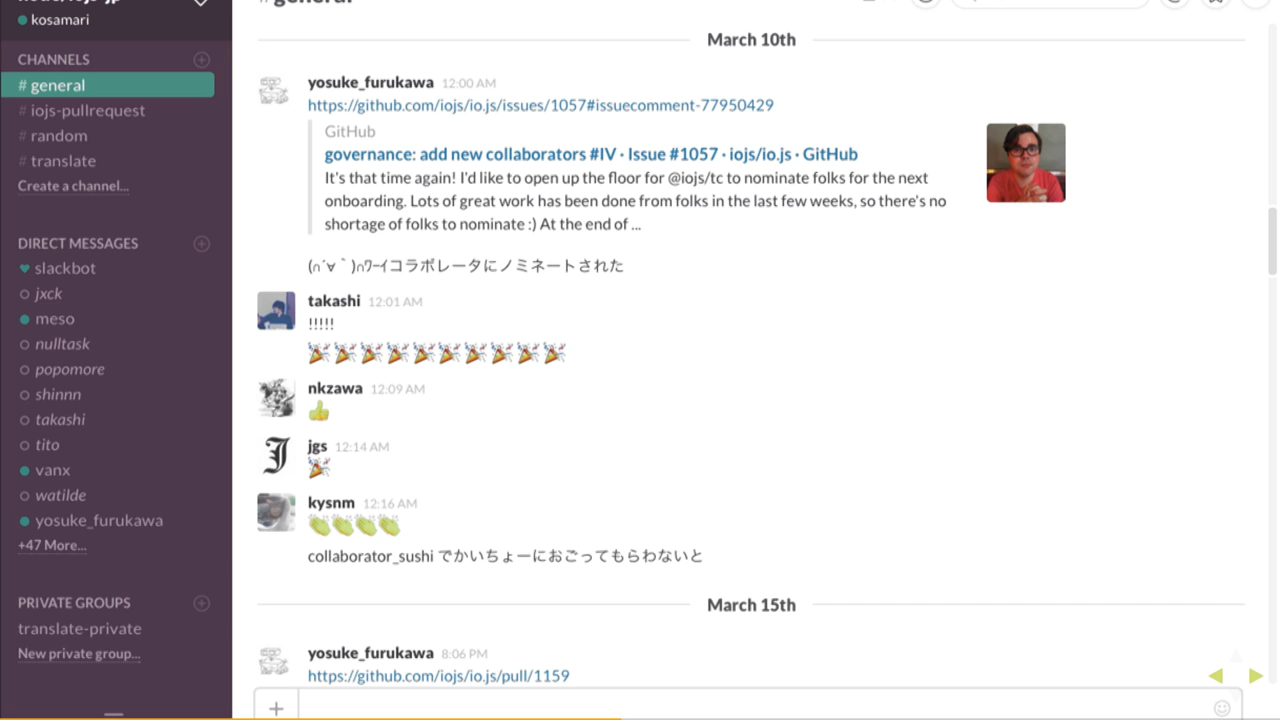 kosamari
CHANNELS
# general
# iojs-pullrequest
# random
# translate
Create a channel...
DIRECT MESSAGES
slackbot
jxck
meso
nulltask
popomore
shinnn
takashi
tito
vanx
watilde
yosuke_furukawa
+47 More...
PRIVATE GROUPS
translate-private
New private group...
March 10th
yosuke_furukawa 12:00 AM
https://github.com/iojs/io.js/issues/1057#issuecomment-77950429
GitHub
governance: add new collaborators #IV · Issue #1057 · iojs/io.js · GitHub
It's that time again! I'd like to open up the floor for @iojs/tc to nominate folks for the next
onboarding. Lots of great work has been done from folks in the last few weeks, so there's no
shortage of folks to nominate :) At the end of ...
(∩´∀｀)∩ﾜｰｲコラボレータにノミネートされた
takashi 12:01 AM
!!!!!
nkzawa 12:09 AM
jgs 12:14 AM
kysnm 12:16 AM
collaborator_sushi でかいちょーにおごってもらわないと
March 15th
yosuke_furukawa 8:06 PM
https://github.com/iojs/io.js/pull/1159